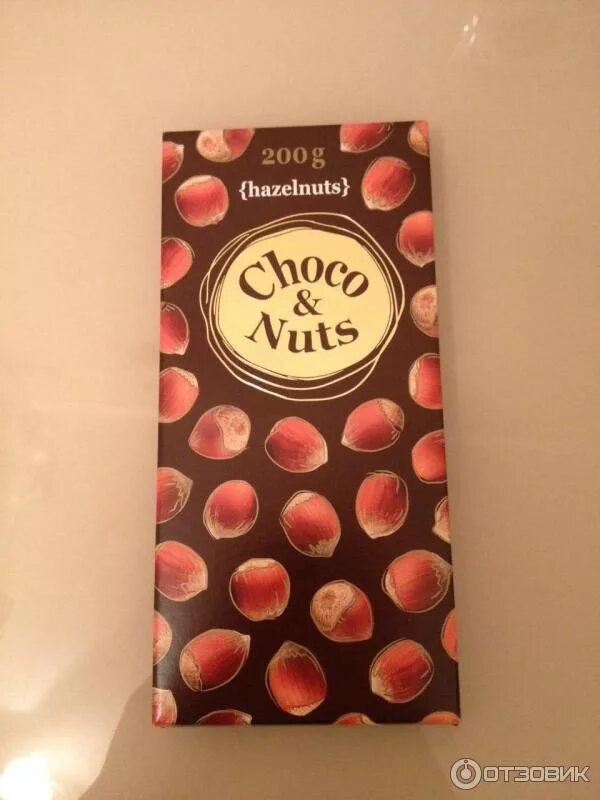 200g
{hazelnuts}
Choco
&
Nuts
ОТЗОВИК